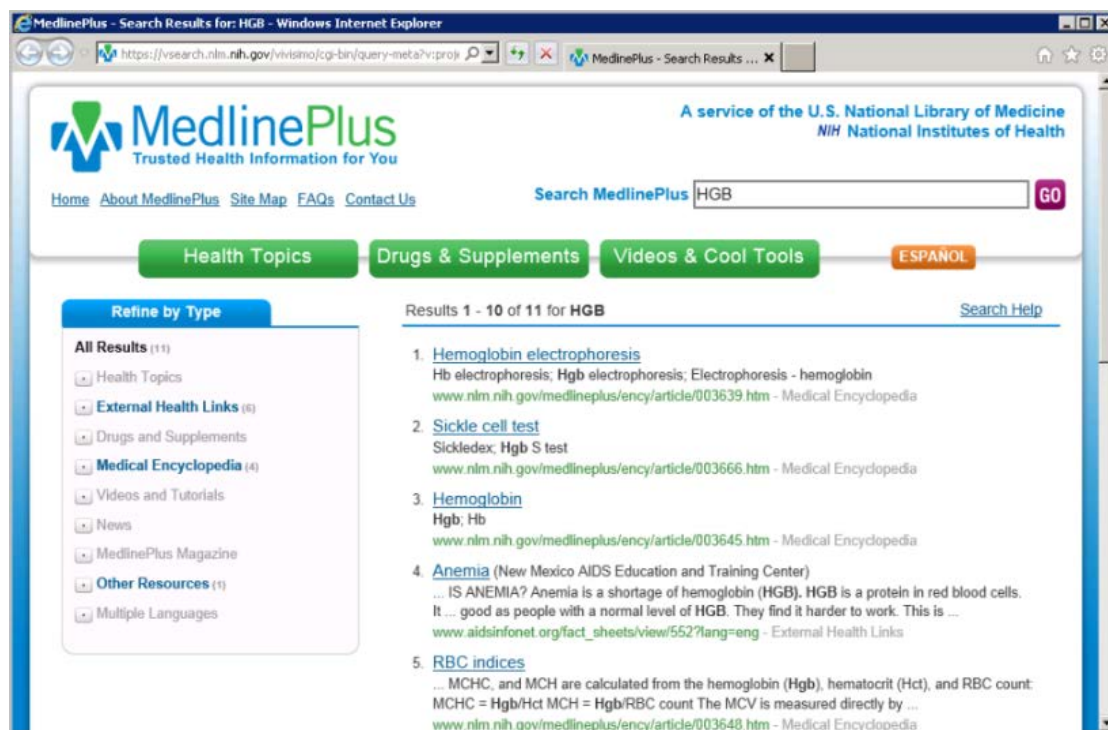 MedlinePlus - Search Results for: HGB - Windows Internet Explorer
https://vsearch.nlm.nih.gov/vivisimo/cgi-bin/query-meta?v:proj
MedlinePlus - Search Results ...
MedlinePlus
Trusted Health Information for You
A service of the U.S. National Library of Medicine
NIH National Institutes of Health
Home About MedlinePlus Site Map FAQs Contact Us
Search MedlinePlus HGB GO
Health Topics Drugs & Supplements Videos & Cool Tools ESPAÑOL
Refine by Type
All Results (11)
Health Topics
External Health Links (6)
Drugs and Supplements
Medical Encyclopedia (4)
Videos and Tutorials
News
MedlinePlus Magazine
Other Resources (1)
Multiple Languages
Results 1 - 10 of 11 for HGB Search Help
1. Hemoglobin electrophoresis
Hb electrophoresis; Hgb electrophoresis; Electrophoresis - hemoglobin
www.nlm.nih.gov/medlineplus/ency/article/003639.htm - Medical Encyclopedia
2. Sickle cell test
Sickledex; Hgb S test
www.nlm.nih.gov/medlineplus/ency/article/003666.htm - Medical Encyclopedia
3. Hemoglobin
Hgb; Hb
www.nlm.nih.gov/medlineplus/ency/article/003645.htm - Medical Encyclopedia
4. Anemia (New Mexico AIDS Education and Training Center)
... IS ANEMIA? Anemia is a shortage of hemoglobin (HGB). HGB is a protein in red blood cells.
It ... good as people with a normal level of HGB. They find it harder to work. This is ...
www.aidsinfonet.org/fact_sheets/view/552?lang=eng - External Health Links
5. RBC indices
... MCHC, and MCH are calculated from the hemoglobin (Hgb), hematocrit (Hct), and RBC count:
MCHC = Hgb/Hct MCH = Hgb/RBC count The MCV is measured directly by ...
www.nlm.nih.gov/medlineplus/ency/article/003648.htm - Medical Encyclopedia